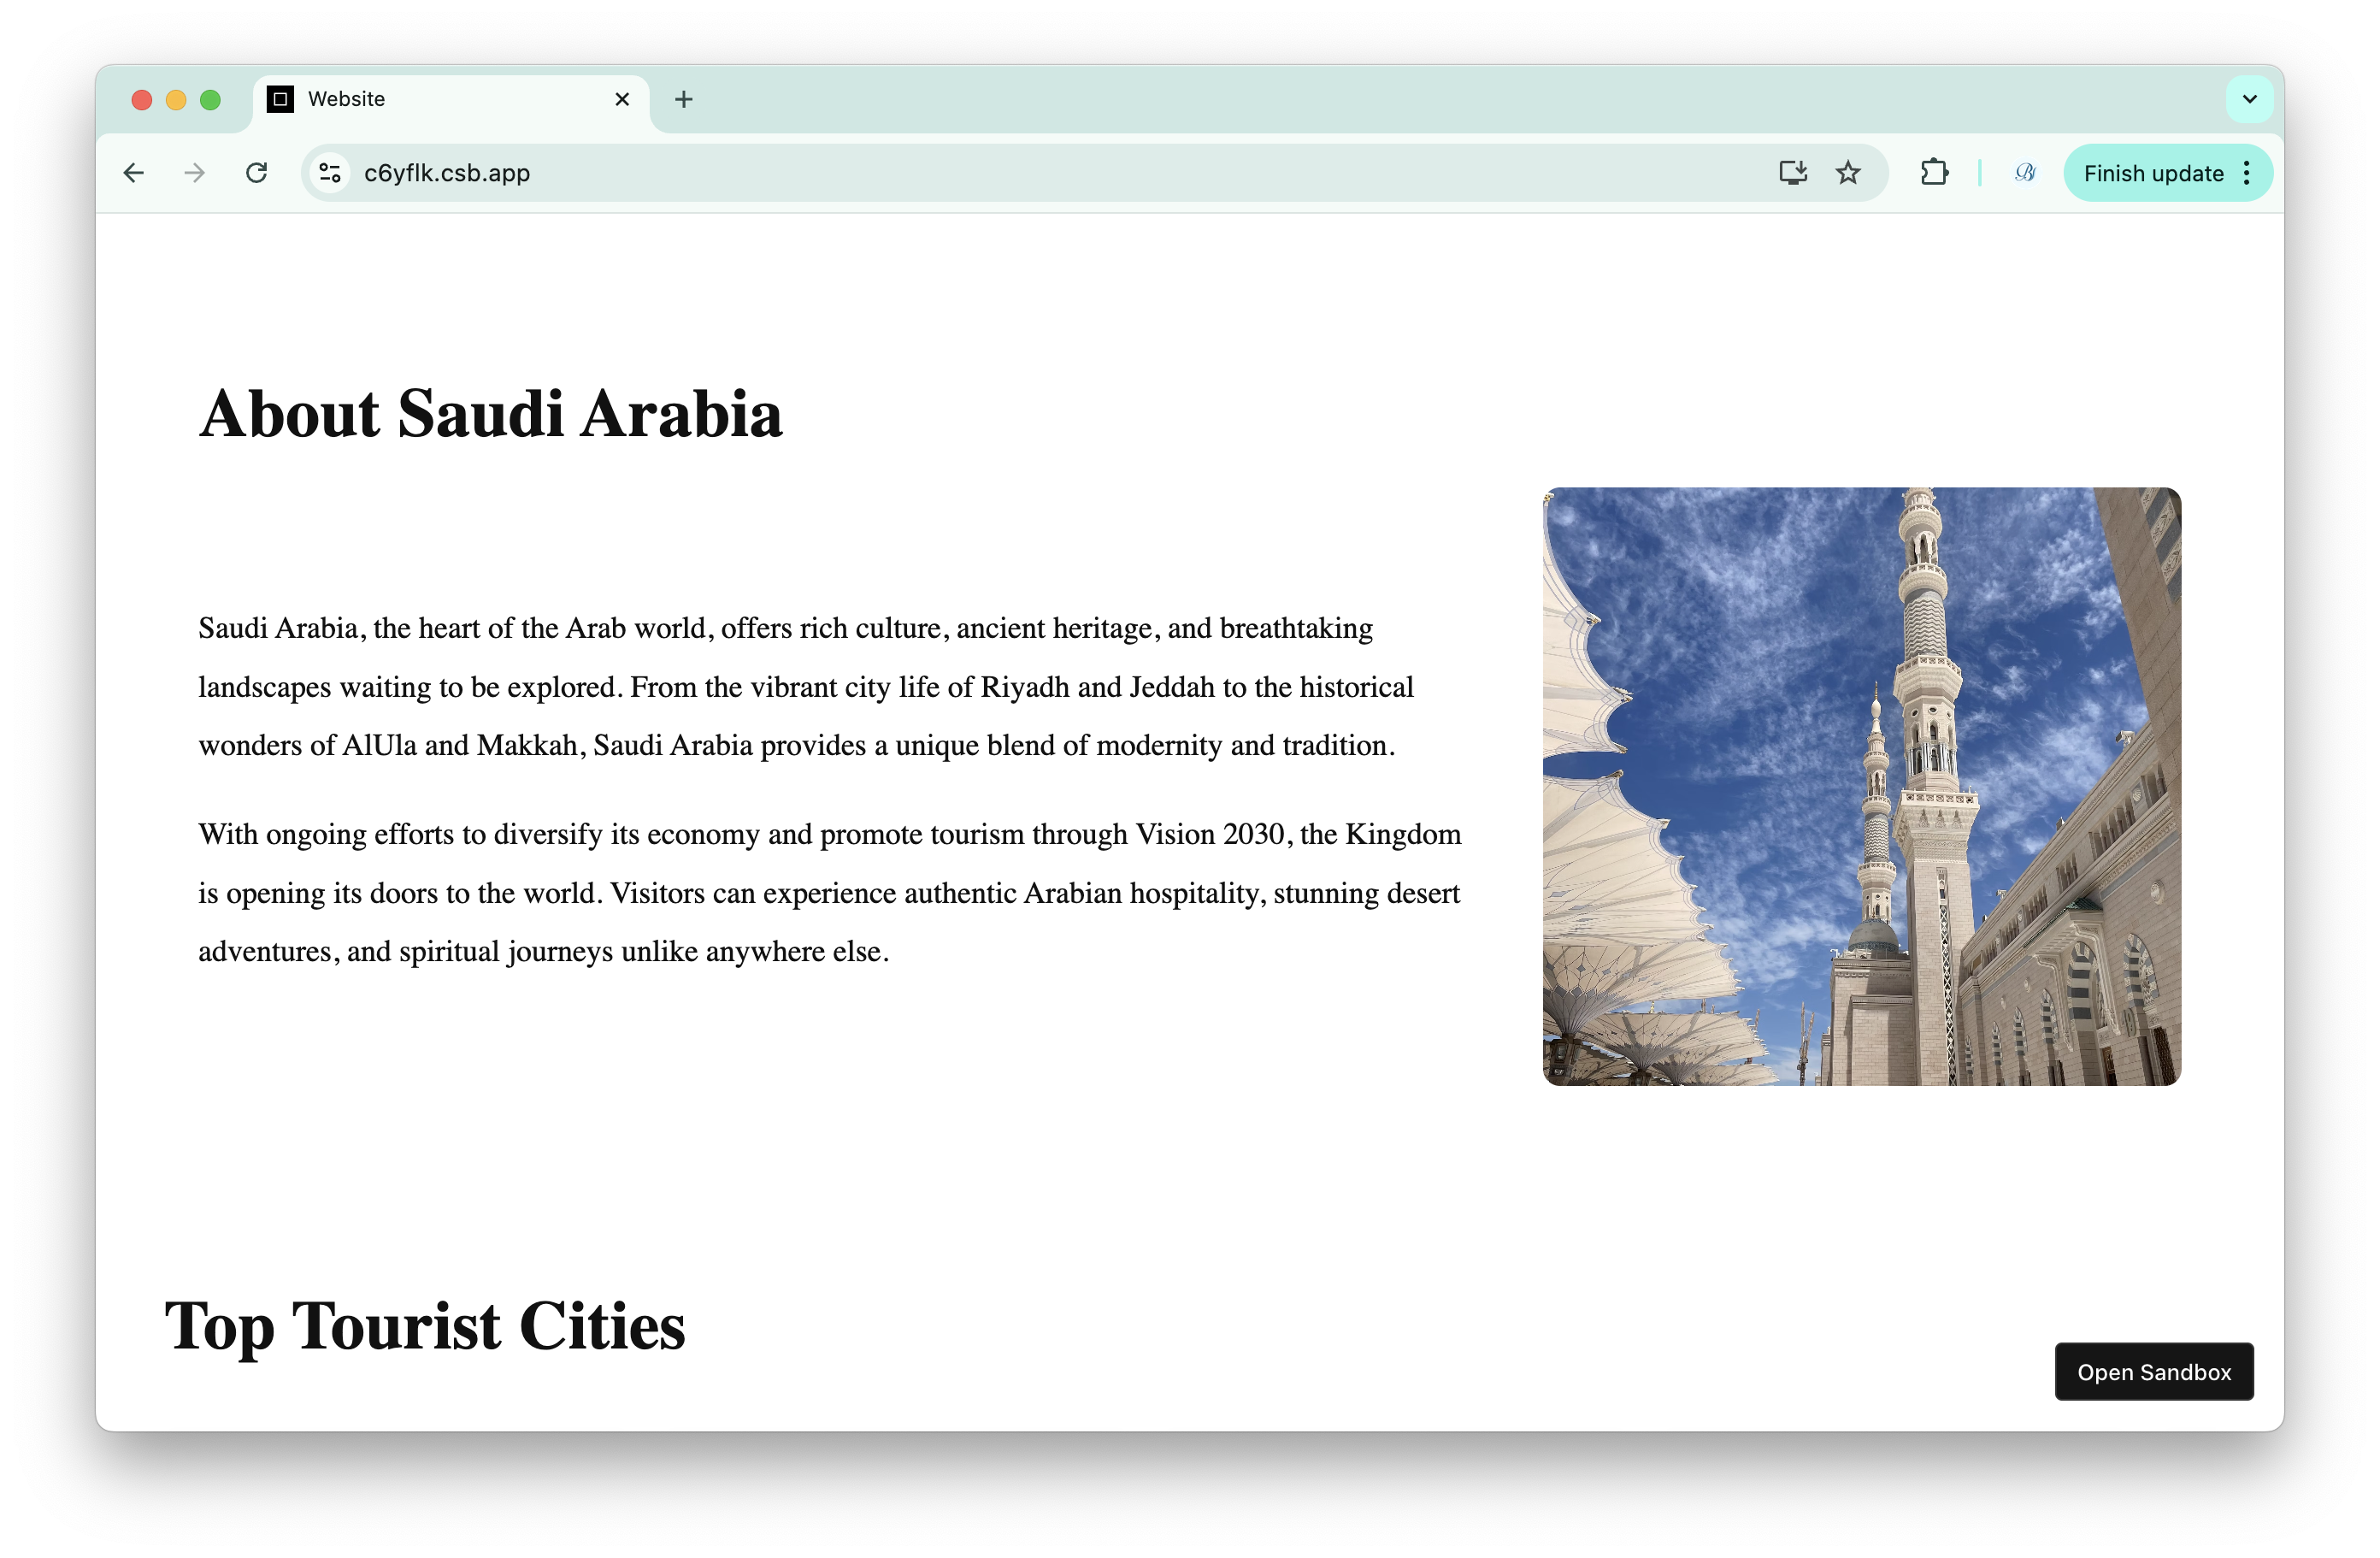 Website
c6yflk.csb.app
Finish update
About Saudi Arabia
Saudi Arabia, the heart of the Arab world, offers rich culture, ancient heritage, and breathtaking
landscapes waiting to be explored. From the vibrant city life of Riyadh and Jeddah to the historical
wonders of AlUla and Makkah, Saudi Arabia provides a unique blend of modernity and tradition.
With ongoing efforts to diversify its economy and promote tourism through Vision 2030, the Kingdom
is opening its doors to the world. Visitors can experience authentic Arabian hospitality, stunning desert
adventures, and spiritual journeys unlike anywhere else.
Top Tourist Cities
Open Sandbox